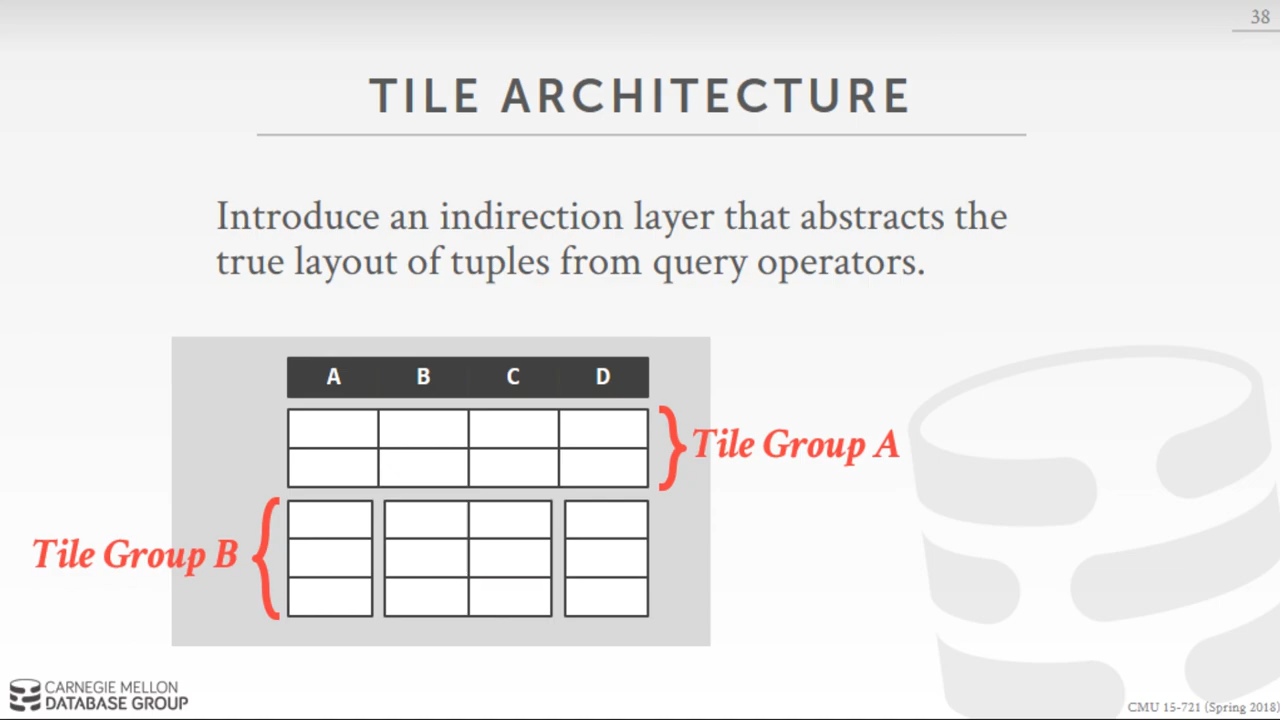 38
TILE ARCHITECTURE
Introduce an indirection layer that abstracts the
true layout of tuples from query operators.
A B C D
Tile Group A
Tile Group B
CARNEGIE MELLON
DATABASE GROUP
CMU 15-721 (Spring 2018)